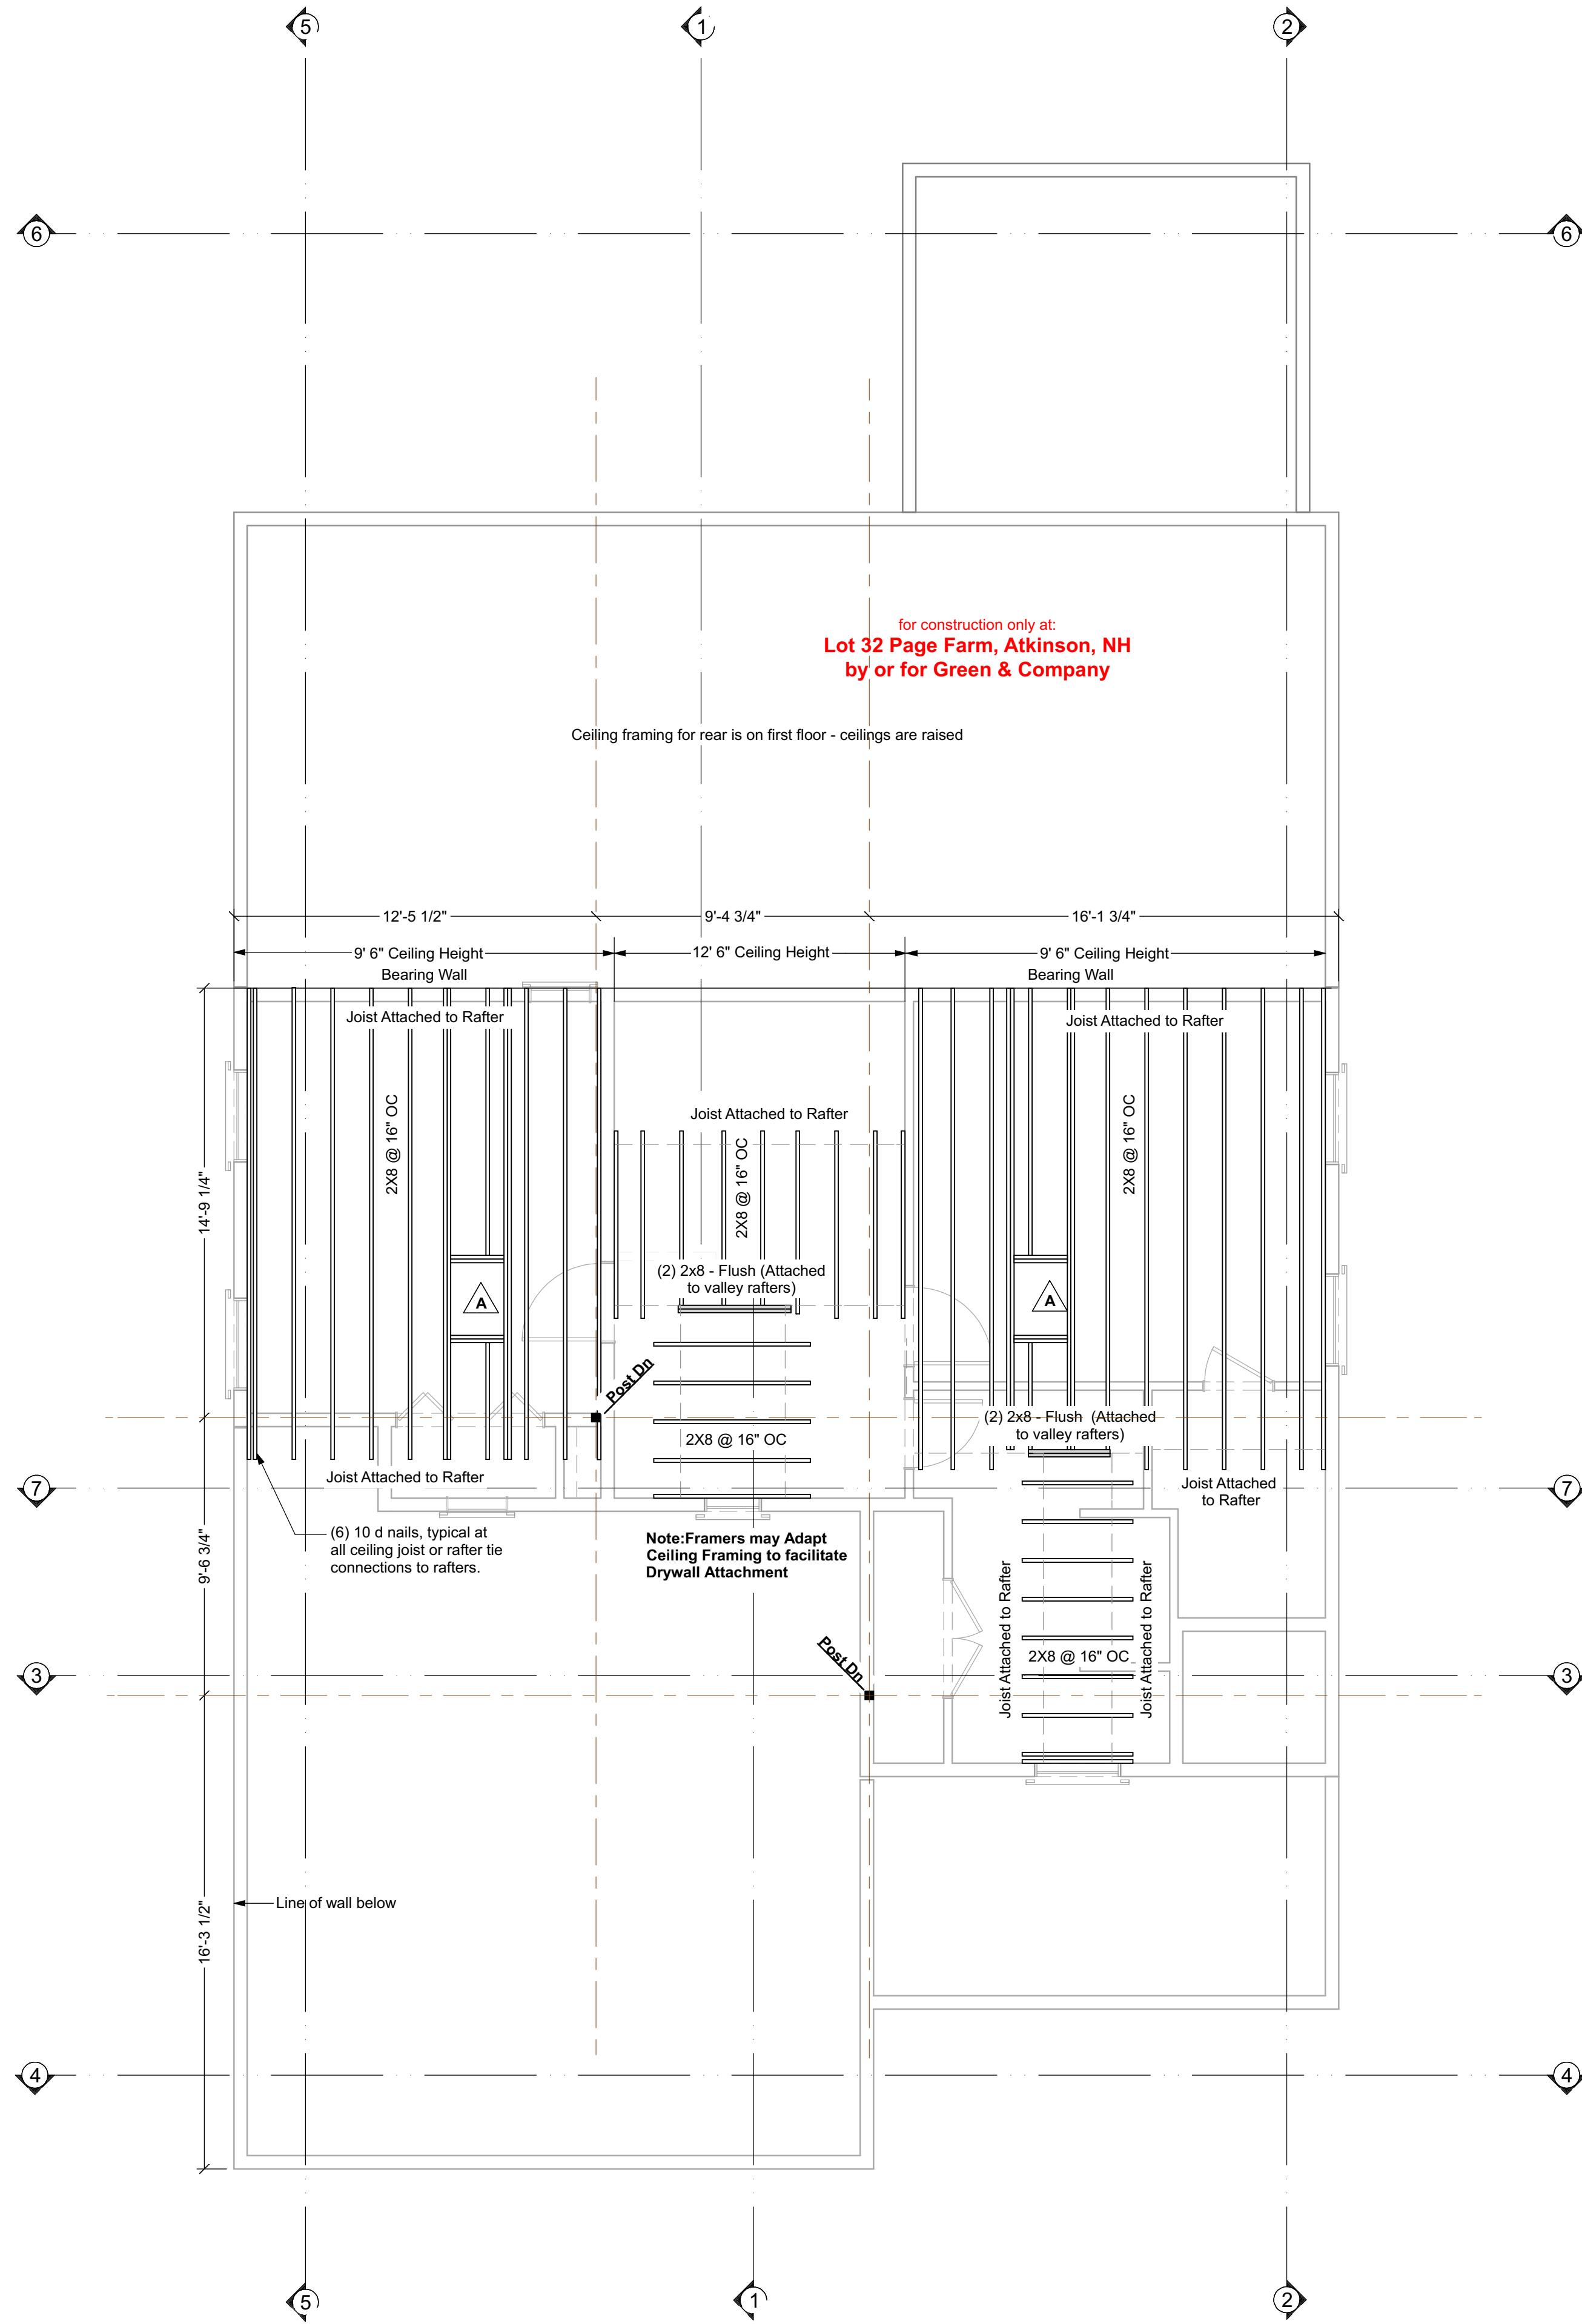 5
1
2
6
6
for construction only at:
Lot 32 Page Farm, Atkinson, NH
by or for Green & Company
Ceiling framing for rear is on first floor - ceilings are raised
12'-5 1/2"
9'-4 3/4"
16'-1 3/4"
9' 6" Ceiling Height
12' 6" Ceiling Height
9' 6" Ceiling Height
Bearing Wall
Bearing Wall
Joist Attached to Rafter
Joist Attached to Rafter
2X8 @ 16" OC
2X8 @ 16" OC
Joist Attached to Rafter
2X8 @ 16" OC
14'-9 1/4"
(2) 2x8 - Flush (Attached
to valley rafters)
A
A
Post Dn
(2) 2x8 - Flush (Attached
to valley rafters)
2X8 @ 16" OC
Joist Attached to Rafter
Joist Attached
to Rafter
7
7
(6) 10 d nails, typical at
all ceiling joist or rafter tie
connections to rafters.
Note:Framers may Adapt
Ceiling Framing to facilitate
Drywall Attachment
9'-6 3/4"
Joist Attached to Rafter
Joist Attached to Rafter
2X8 @ 16" OC
Post Dn
3
3
Line of wall below
16'-3 1/2"
4
4
5
1
2